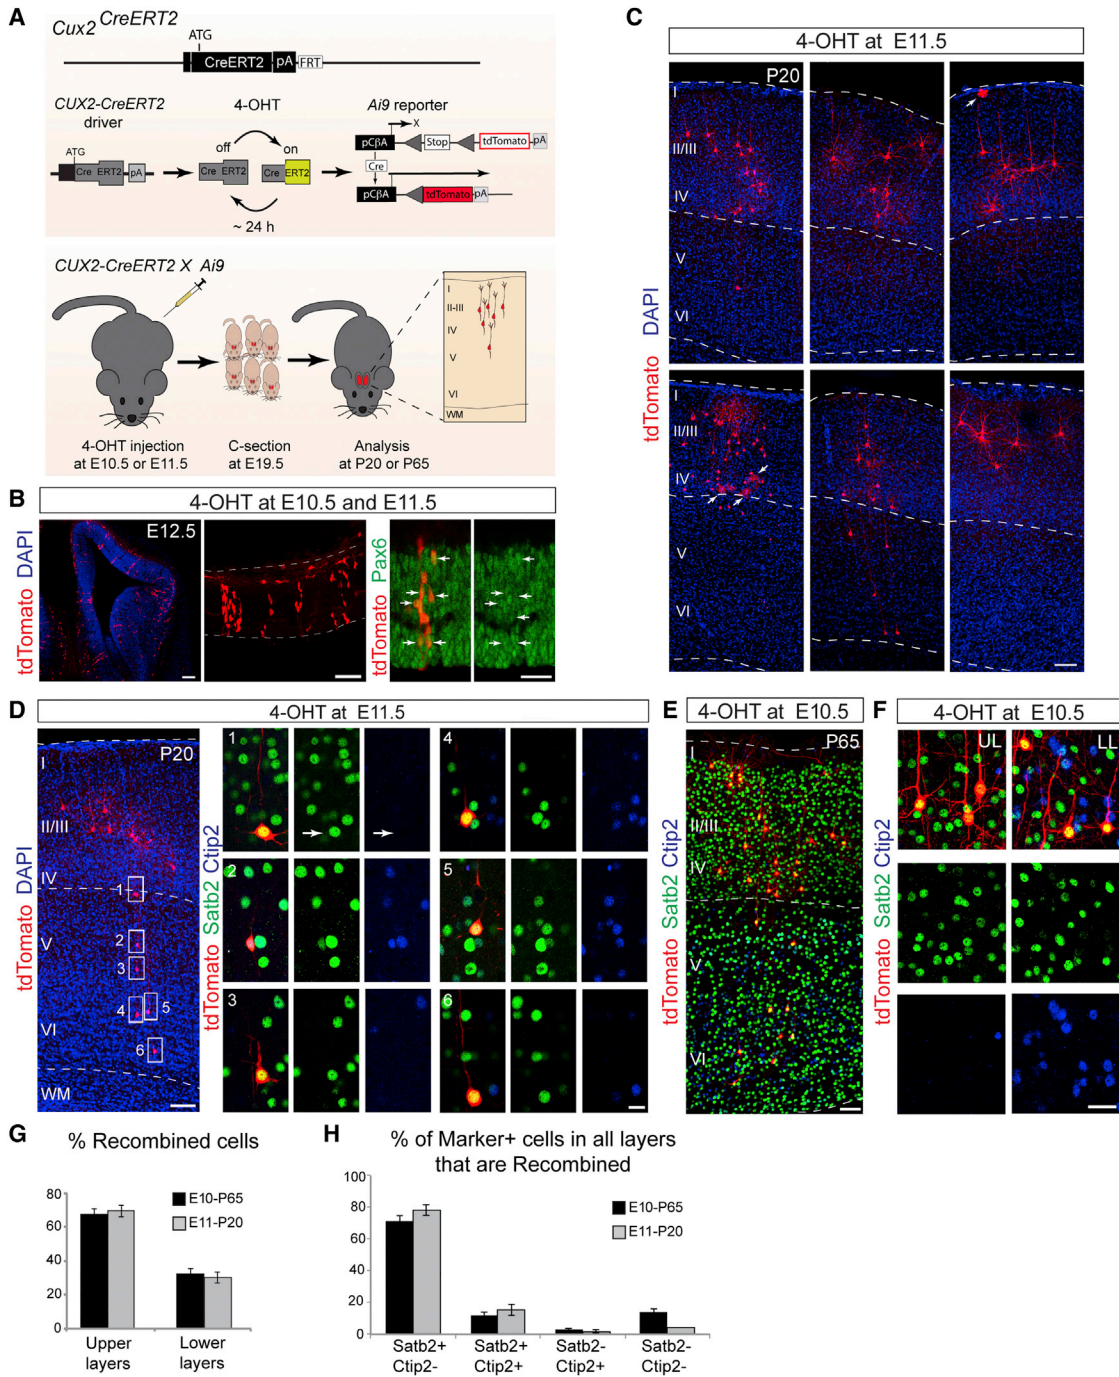 A
Cux2 CreERT2
ATG
CreERT2 pA FRT
CUX2-CreERT2
driver
4-OHT
Ai9 reporter
ATG
Cre ERT2 pA
off
on
Cre ERT2
Cre ERT2
~ 24 h
X
pCβA Stop tdTomato pA
Cre
pCβA tdTomato pA
CUX2-CreERT2 X Ai9
I
II-III
IV
V
VI
WM
4-OHT injection
at E10.5 or E11.5
C-section
at E19.5
Analysis
at P20 or P65
B
4-OHT at E10.5 and E11.5
tdTomato DAPI
E12.5
tdTomato Pax6
C
4-OHT at E11.5
tdTomato DAPI
P20
I
II/III
IV
V
VI
I
II/III
IV
V
VI
D
4-OHT at E11.5
tdTomato DAPI
P20
I
II/III
IV
V
VI
WM
1
2
3
4
5
6
tdTomato Satb2 Ctip2
1
4
2
5
3
6
E
4-OHT at E10.5
tdTomato Satb2 Ctip2
P65
I
II/III
IV
V
VI
F
4-OHT at E10.5
tdTomato Satb2 Ctip2
UL
LL
G
% Recombined cells
80
60
40
20
0
E10-P65
E11-P20
Upper
layers
Lower
layers
H
% of Marker+ cells in all layers
that are Recombined
100
80
60
40
20
0
E10-P65
E11-P20
Satb2+
Ctip2-
Satb2+
Ctip2+
Satb2-
Ctip2+
Satb2-
Ctip2-